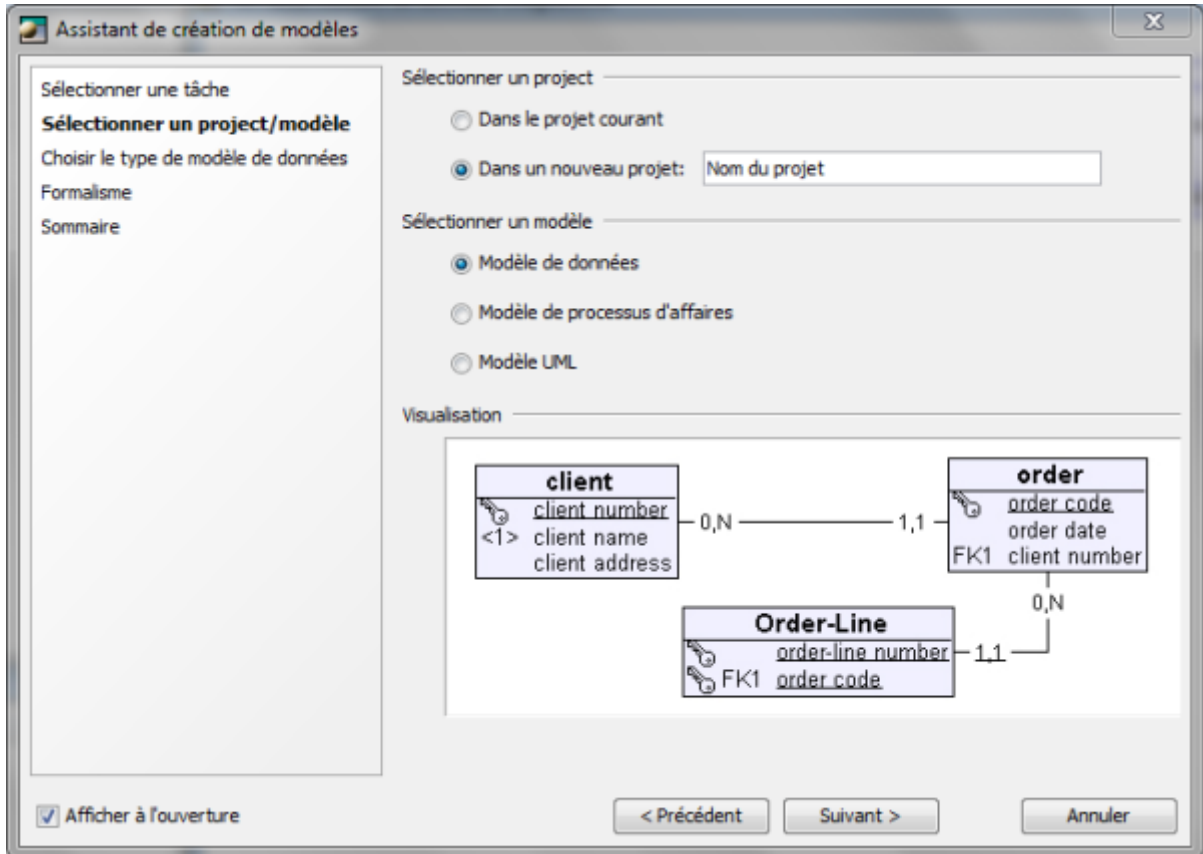 Assistant de création de modèles
Sélectionner une tâche
Sélectionner un project/modèle
Choisir le type de modèle de données
Formalisme
Sommaire
Sélectionner un project
Dans le projet courant
Dans un nouveau projet: Nom du projet
Sélectionner un modèle
Modèle de données
Modèle de processus d'affaires
Modèle UML
Visualisation
client
client number
<1> client name
client address
0,N
1,1
order
order code
order date
FK1 client number
0,N
Order-Line
order-line number
FK1 order code
1,1
Afficher à l'ouverture
< Précédent
Suivant >
Annuler